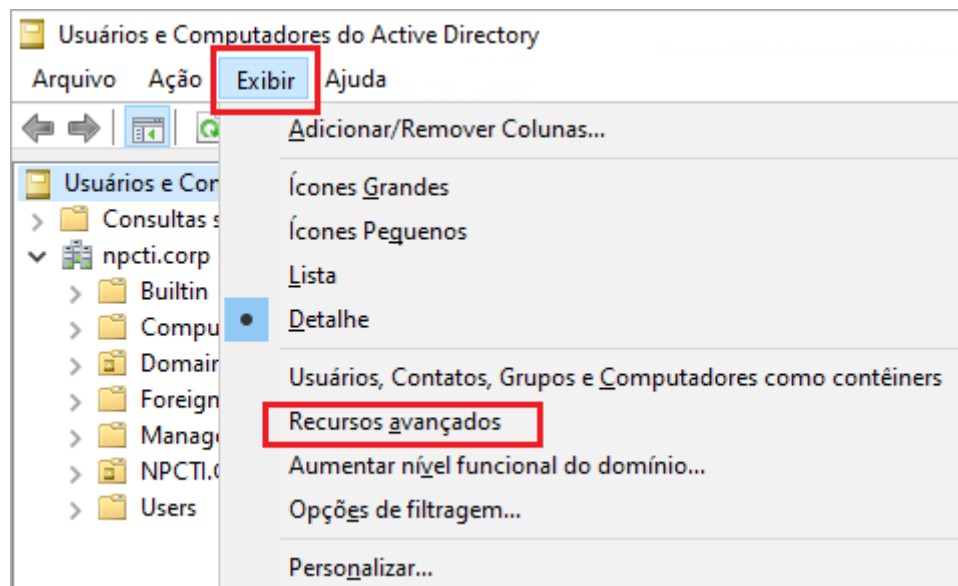 Usuários e Computadores do Active Directory
Arquivo Ação Exibir Ajuda
Adicionar/Remover Colunas...
Usuários e Cor
Ícones Grandes
Consultas s
Ícones Pequenos
npcti.corp
Lista
Builtin
Detalhe
Compu
Domair
Usuários, Contatos, Grupos e Computadores como contêiners
Foreign
Recursos avançados
Manage
Aumentar nível funcional do domínio...
NPCTI.C
Users
Opções de filtragem...
Personalizar...